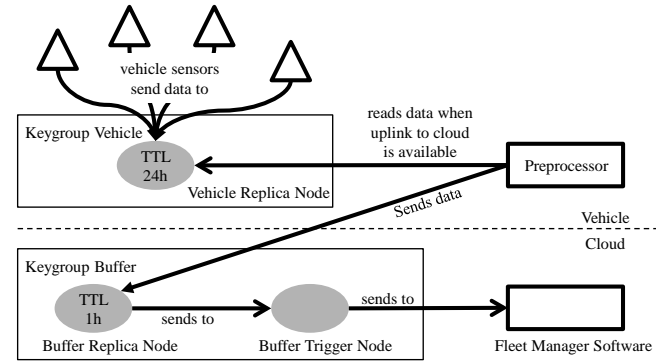 vehicle sensors
send data to
Keygroup Vehicle
TTL
24h
Vehicle Replica Node
reads data when
uplink to cloud
is available
Preprocessor
Sends data
Vehicle
Cloud
Keygroup Buffer
TTL
1h
sends to
sends to
Buffer Replica Node
Buffer Trigger Node
Fleet Manager Software